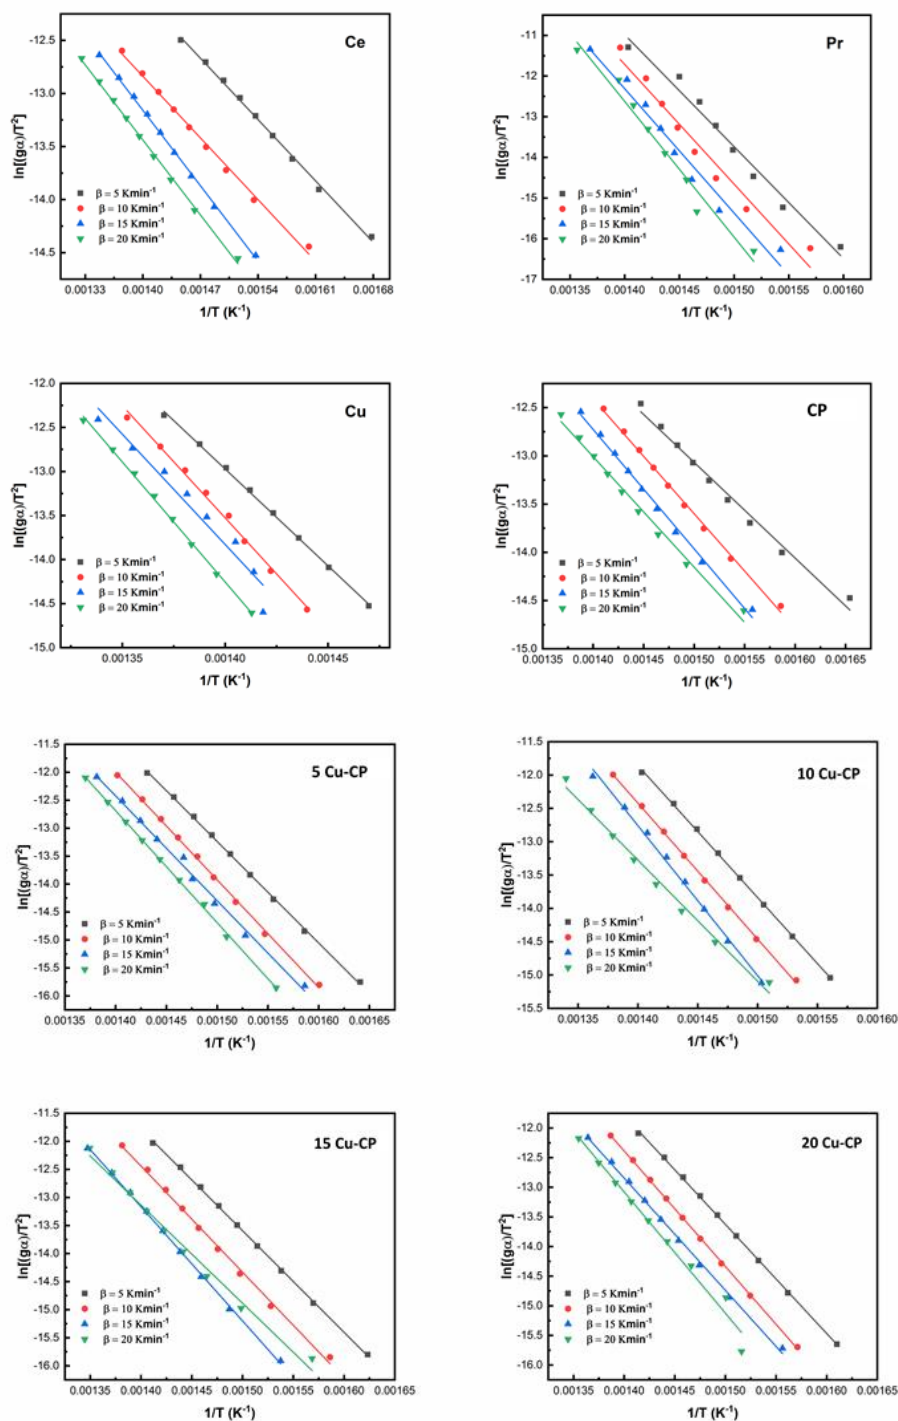 Ce
ln[(gα)/T²]
-12.5
-13.0
-13.5
-14.0
-14.5
β = 5 Kmin⁻¹
β = 10 Kmin⁻¹
β = 15 Kmin⁻¹
β = 20 Kmin⁻¹
0.00133 0.00140 0.00147 0.00154 0.00161 0.00168
1/T (K⁻¹)
Pr
ln[(gα)/T²]
-11
-12
-13
-14
-15
-16
-17
β = 5 Kmin⁻¹
β = 10 Kmin⁻¹
β = 15 Kmin⁻¹
β = 20 Kmin⁻¹
0.00135 0.00140 0.00145 0.00150 0.00155 0.00160
1/T (K⁻¹)
Cu
ln[(gα)/T²]
-12.0
-12.5
-13.0
-13.5
-14.0
-14.5
-15.0
β = 5 Kmin⁻¹
β = 10 Kmin⁻¹
β = 15 Kmin⁻¹
β = 20 Kmin⁻¹
0.00135 0.00140 0.00145
1/T (K⁻¹)
CP
ln[(gα)/T²]
-12.5
-13.0
-13.5
-14.0
-14.5
-15.0
β = 5 Kmin⁻¹
β = 10 Kmin⁻¹
β = 15 Kmin⁻¹
β = 20 Kmin⁻¹
0.00135 0.00140 0.00145 0.00150 0.00155 0.00160 0.00165
1/T (K⁻¹)
5 Cu-CP
ln[(gα)/T²]
-11.5
-12.0
-12.5
-13.0
-13.5
-14.0
-14.5
-15.0
-15.5
-16.0
β = 5 Kmin⁻¹
β = 10 Kmin⁻¹
β = 15 Kmin⁻¹
β = 20 Kmin⁻¹
0.00135 0.00140 0.00145 0.00150 0.00155 0.00160 0.00165
1/T (K⁻¹)
10 Cu-CP
ln[(gα)/T²]
-11.5
-12.0
-12.5
-13.0
-13.5
-14.0
-14.5
-15.0
-15.5
β = 5 Kmin⁻¹
β = 10 Kmin⁻¹
β = 15 Kmin⁻¹
β = 20 Kmin⁻¹
0.00135 0.00140 0.00145 0.00150 0.00155 0.00160
1/T (K⁻¹)
15 Cu-CP
ln[(gα)/T²]
-11.5
-12.0
-12.5
-13.0
-13.5
-14.0
-14.5
-15.0
-15.5
-16.0
β = 5 Kmin⁻¹
β = 10 Kmin⁻¹
β = 15 Kmin⁻¹
β = 20 Kmin⁻¹
0.00135 0.00140 0.00145 0.00150 0.00155 0.00160 0.00165
1/T (K⁻¹)
20 Cu-CP
ln[(gα)/T²]
-12.0
-12.5
-13.0
-13.5
-14.0
-14.5
-15.0
-15.5
-16.0
β = 5 Kmin⁻¹
β = 10 Kmin⁻¹
β = 15 Kmin⁻¹
β = 20 Kmin⁻¹
0.00135 0.00140 0.00145 0.00150 0.00155 0.00160 0.00165
1/T (K⁻¹)